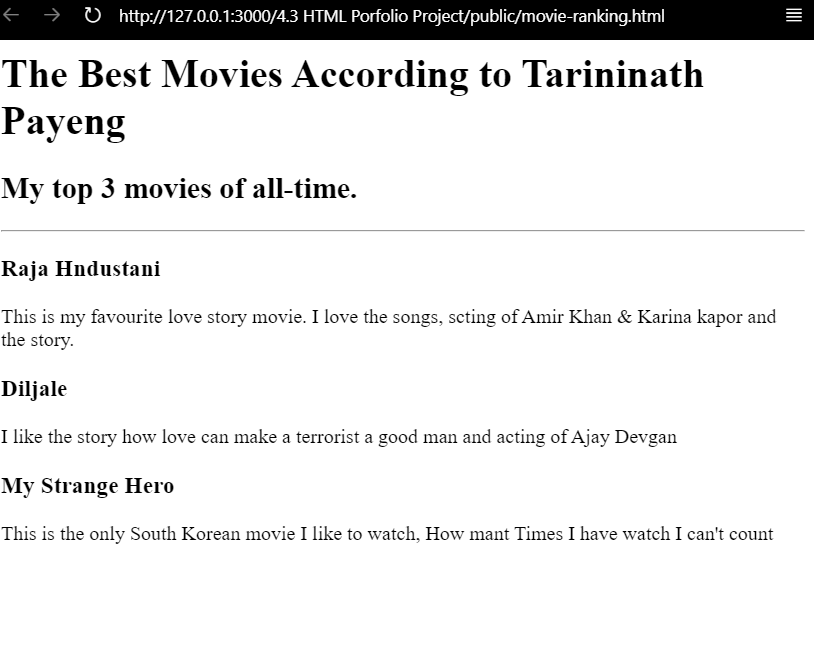 http://127.0.0.1:3000/4.3 HTML Porfolio Project/public/movie-ranking.html
The Best Movies According to Tarininath
Payeng
My top 3 movies of all-time.
Raja Hndustani
This is my favourite love story movie. I love the songs, scting of Amir Khan & Karina kapor and
the story.
Diljale
I like the story how love can make a terrorist a good man and acting of Ajay Devgan
My Strange Hero
This is the only South Korean movie I like to watch, How mant Times I have watch I can't count